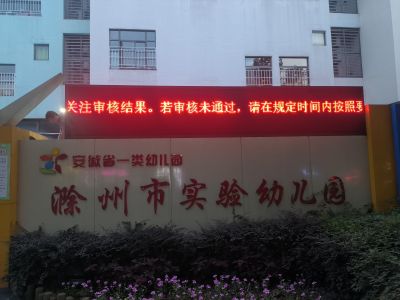 关注审核结果。若审核未通过，请在规定时间内按照要
安徽省一类幼儿园
滁州市实验幼儿园